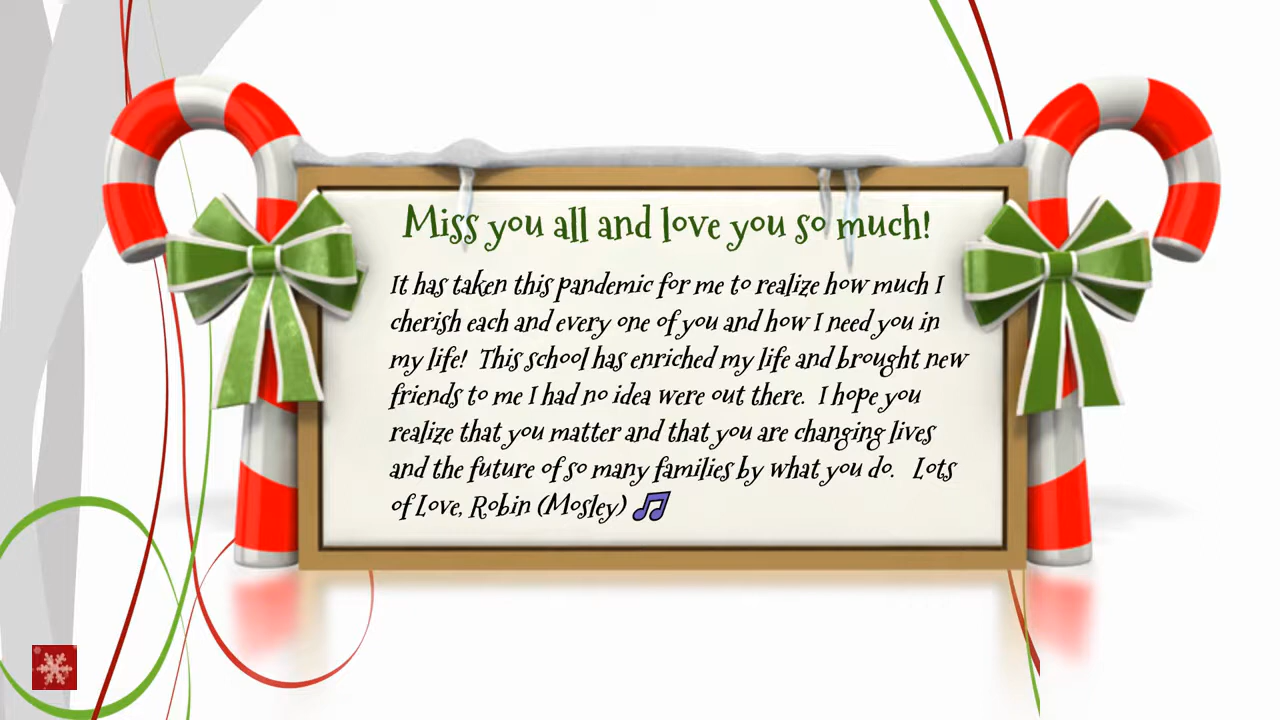 Miss you all and love you so much!
It has taken this pandemic for me to realize how much I
cherish each and every one of you and how I need you in
my life!  This school has enriched my life and brought new
friends to me I had no idea were out there.  I hope you
realize that you matter and that you are changing lives
and the future of so many families by what you do.   Lots
of Love, Robin (Mosley) 🎵